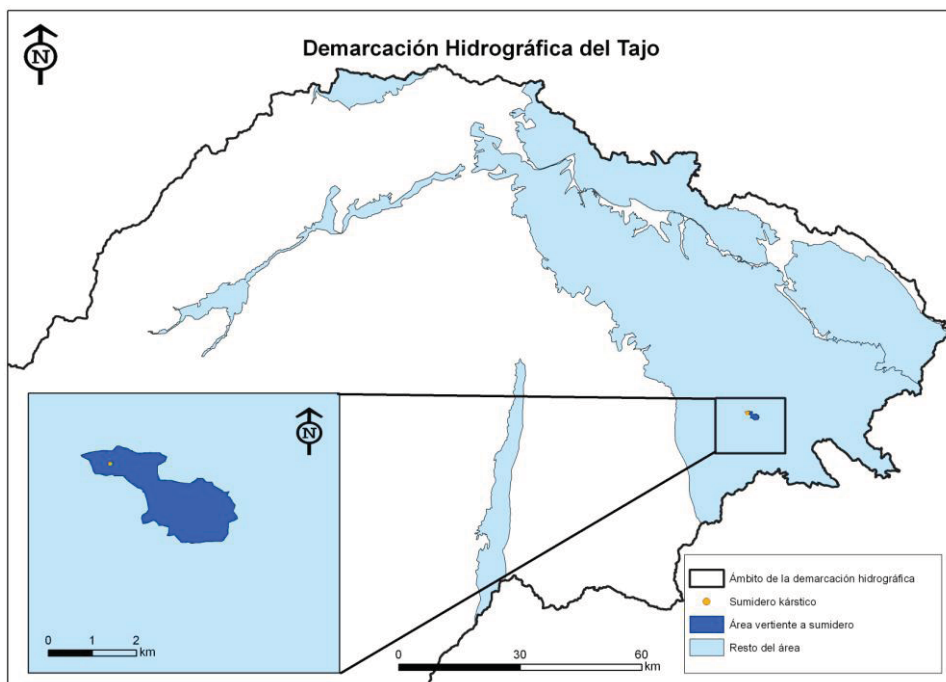 Demarcación Hidrográfica del Tajo
N
N
0 1 2
km
0 30 60
km
Ámbito de la demarcación hidrográfica
Sumidero kárstico
Área vertiente a sumidero
Resto del área